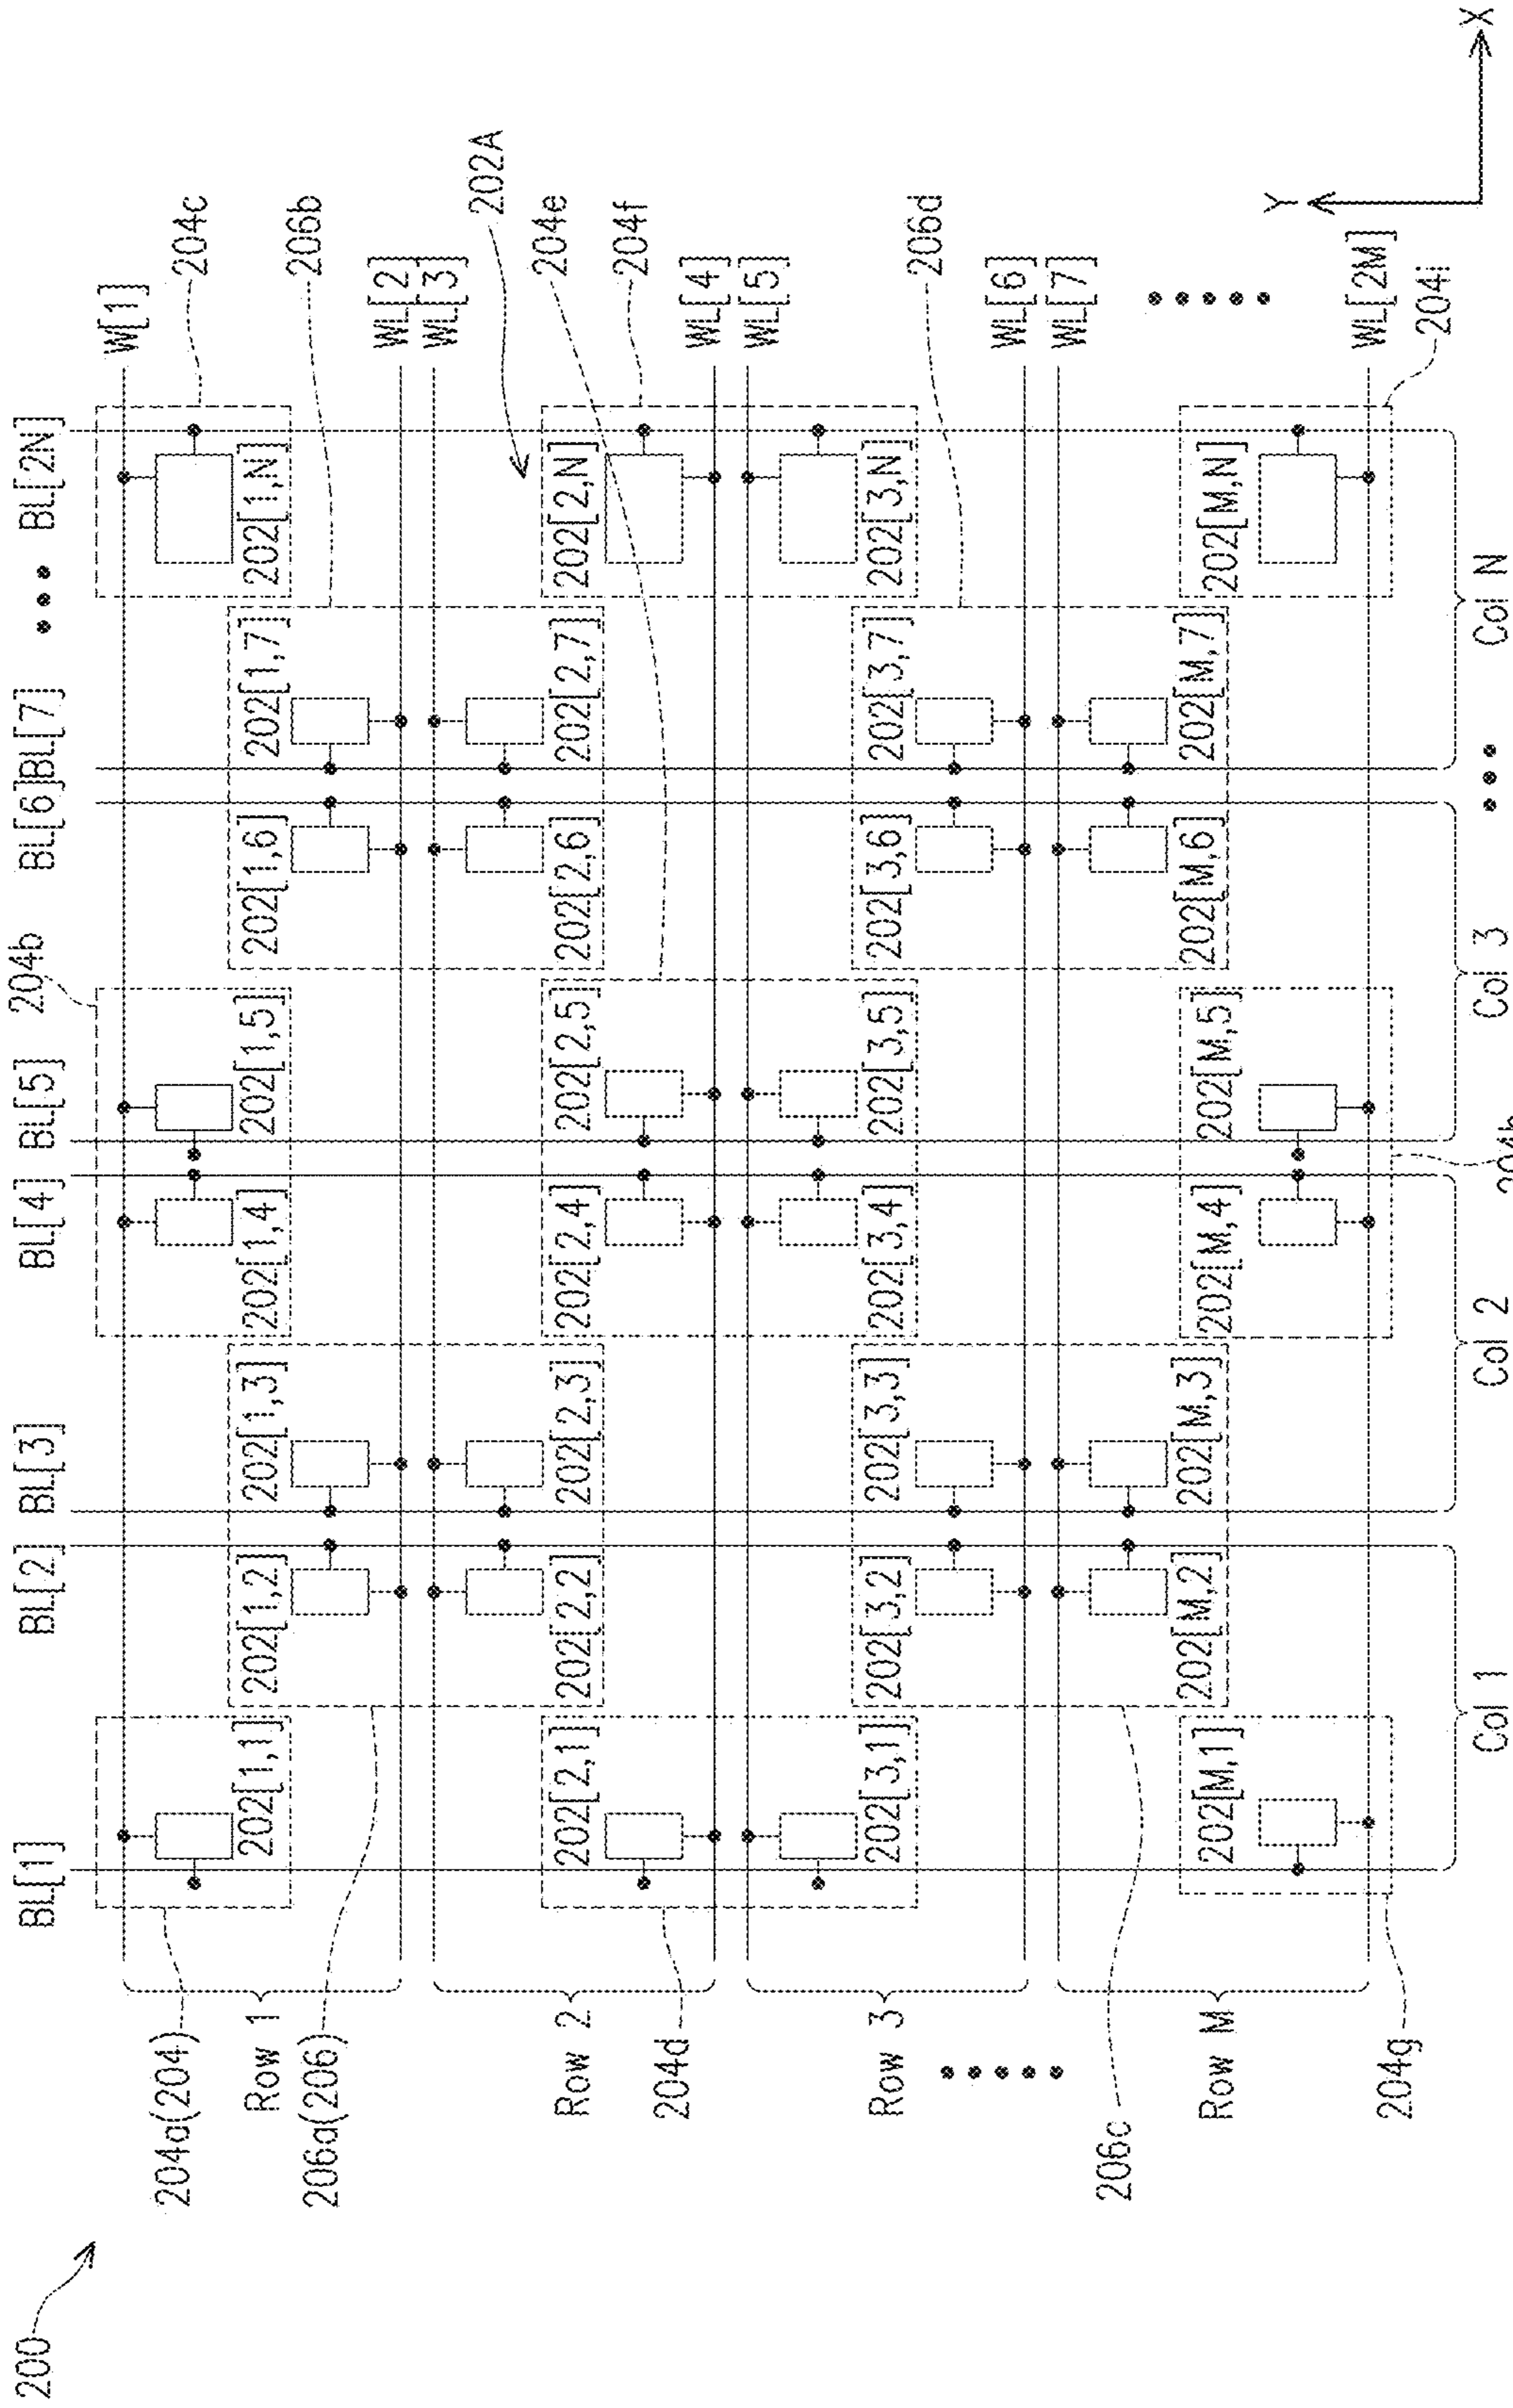 200
BL[1]
BL[2]
BL[3]
BL[4]
BL[5]
204b
BL[6]BL[7]
BL[2N]
W[1]
204a(204)
204c
Row 1
202[1,1]
202[1,2]
202[1,3]
202[1,4]
202[1,5]
202[1,6]
202[1,7]
202[1,N]
206a(206)
206b
WL[2]
WL[3]
202A
Row 2
202[2,1]
202[2,2]
202[2,3]
202[2,4]
202[2,5]
202[2,6]
202[2,7]
202[2,N]
204e
204d
204f
WL[4]
WL[5]
Row 3
202[3,1]
202[3,2]
202[3,3]
202[3,4]
202[3,5]
202[3,6]
202[3,7]
202[3,N]
206d
WL[6]
WL[7]
206c
Row M
202[M,1]
202[M,2]
202[M,3]
202[M,4]
202[M,5]
202[M,6]
202[M,7]
202[M,N]
WL[2M]
204g
204i
Y
X
Col 1
Col 2
Col 3
Col N